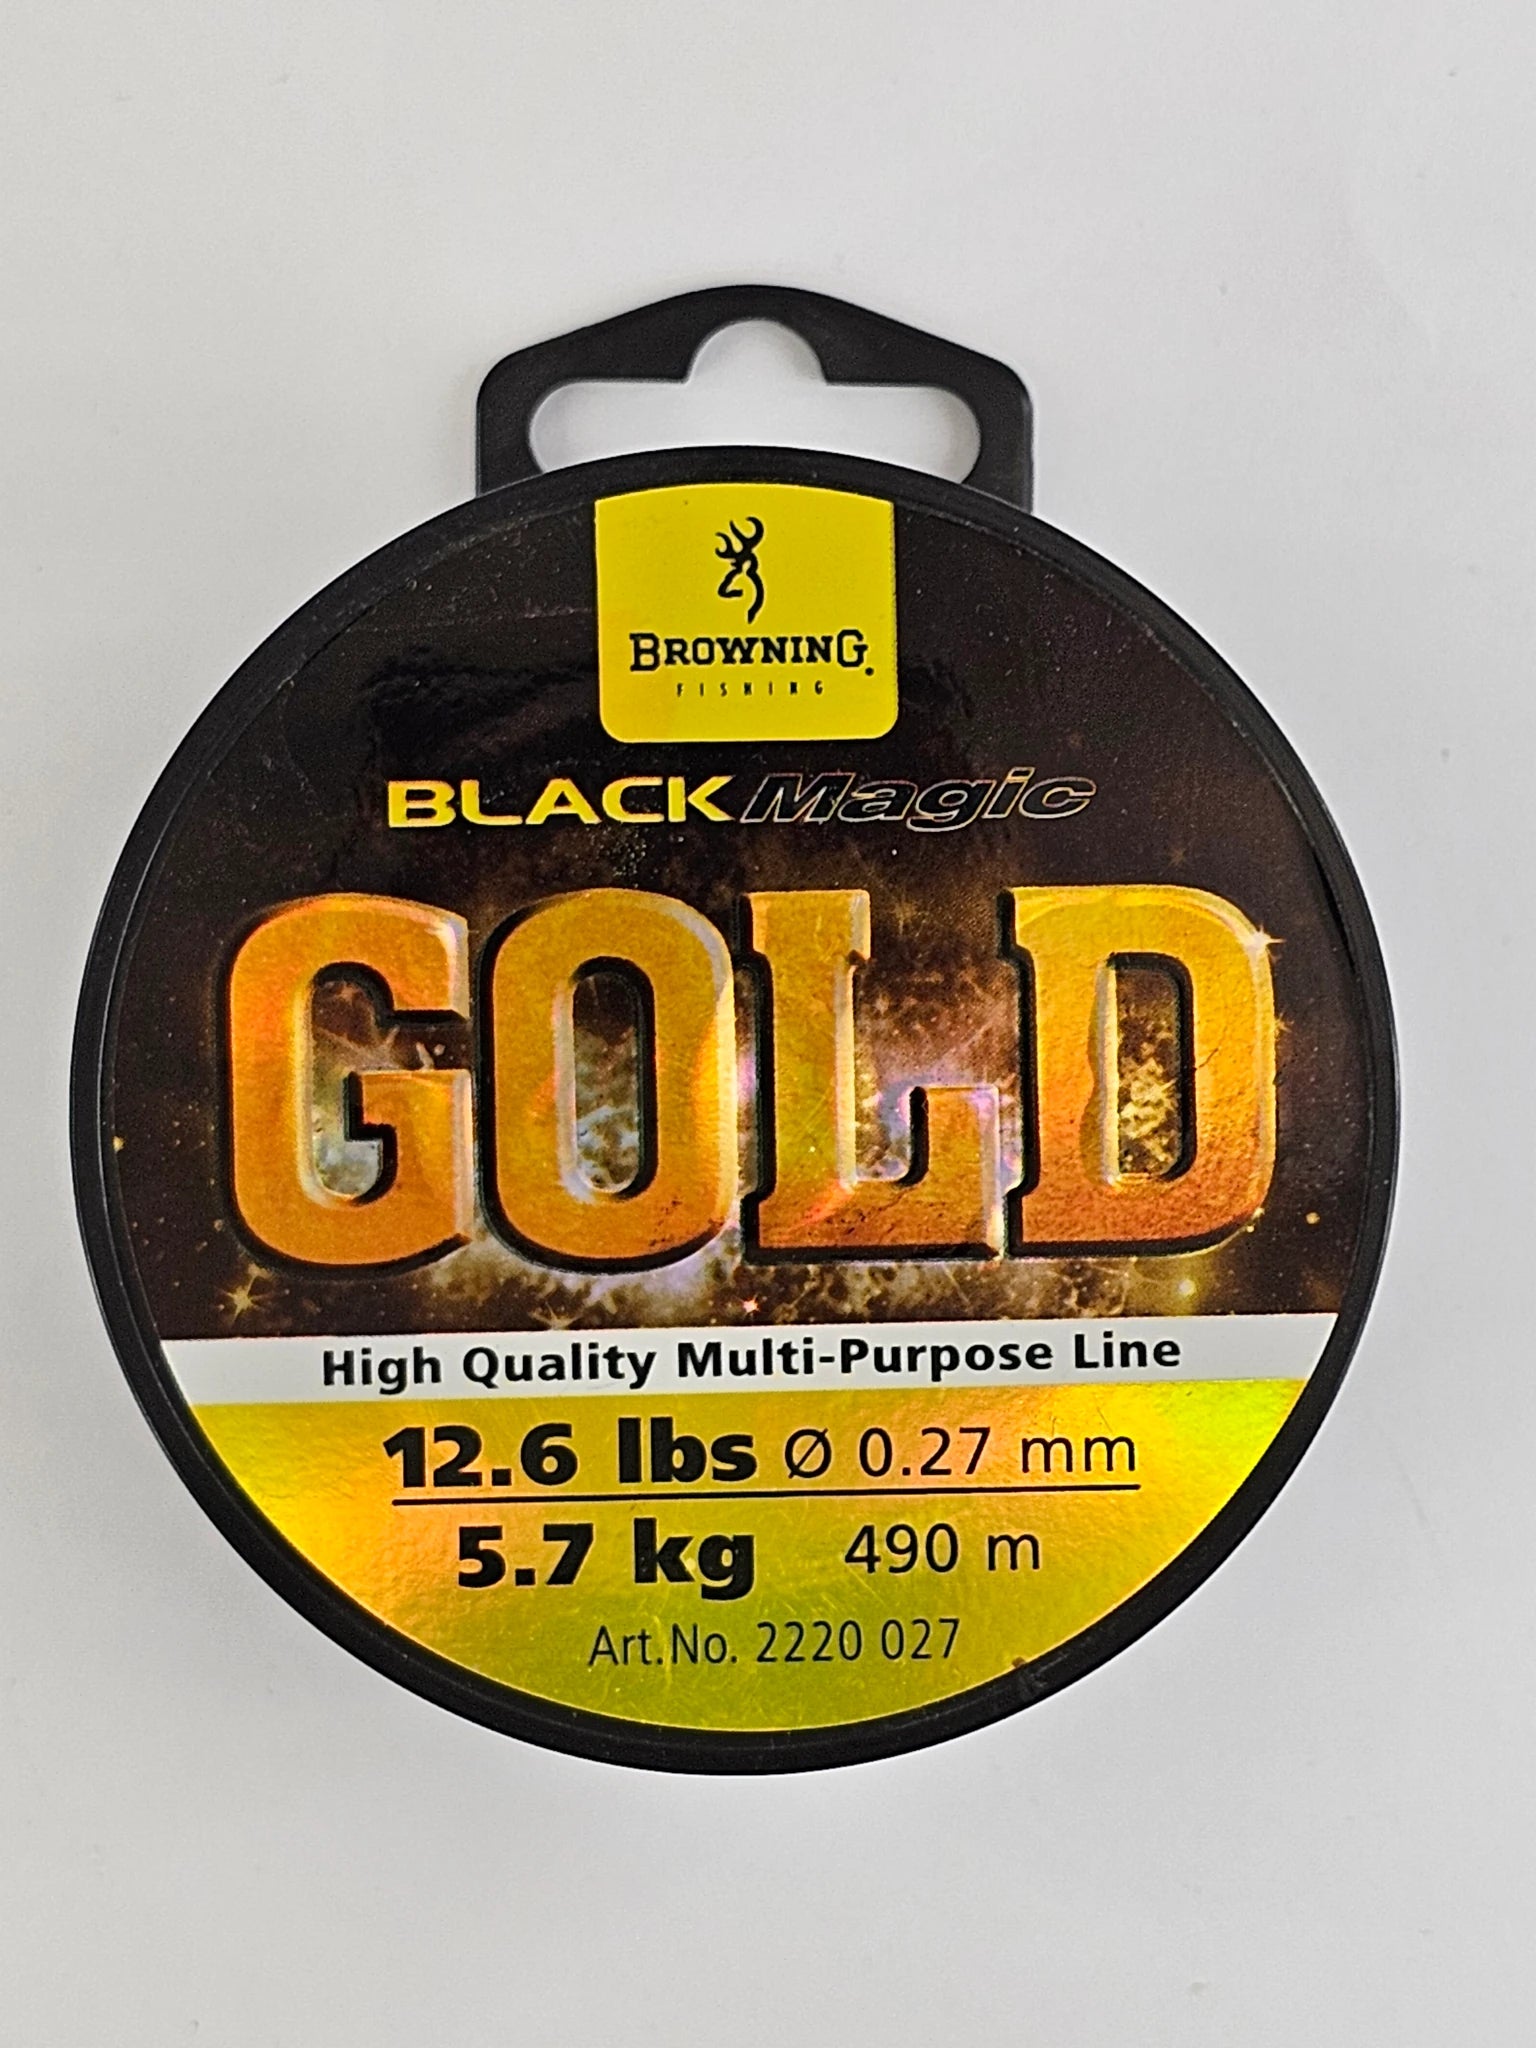 BROWNING.
FISHING
BLACK Magic
GOLD
High Quality Multi-Purpose Line
12.6 lbs Ø 0.27 mm
5.7 kg 490 m
Art.No. 2220 027